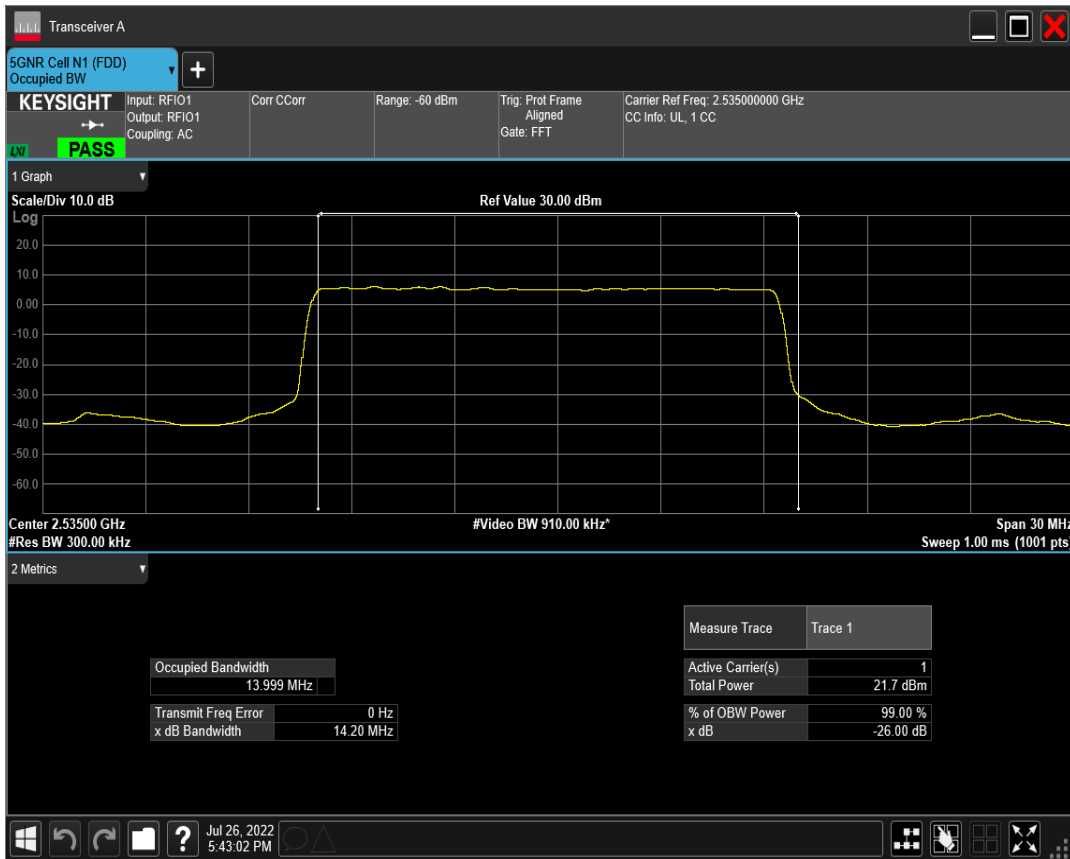 Transceiver A
5GNR Cell N1 (FDD)
Occupied BW
+
KEYSIGHT
LXI
PASS
Input: RFIO1
Output: RFIO1
Coupling: AC
Corr CCorr
Range: -60 dBm
Trig: Prot Frame
Aligned
Gate: FFT
Carrier Ref Freq: 2.535000000 GHz
CC Info: UL, 1 CC
1 Graph
Scale/Div 10.0 dB
Ref Value 30.00 dBm
Log
20.0
10.0
0.00
-10.0
-20.0
-30.0
-40.0
-50.0
-60.0
Center 2.53500 GHz
#Video BW 910.00 kHz*
Span 30 MHz
#Res BW 300.00 kHz
Sweep 1.00 ms (1001 pts)
2 Metrics
Measure Trace Trace 1
Occupied Bandwidth
13.999 MHz
Active Carrier(s) 1
Total Power 21.7 dBm
Transmit Freq Error 0 Hz
x dB Bandwidth 14.20 MHz
% of OBW Power 99.00 %
x dB -26.00 dB
?
Jul 26, 2022
5:43:02 PM